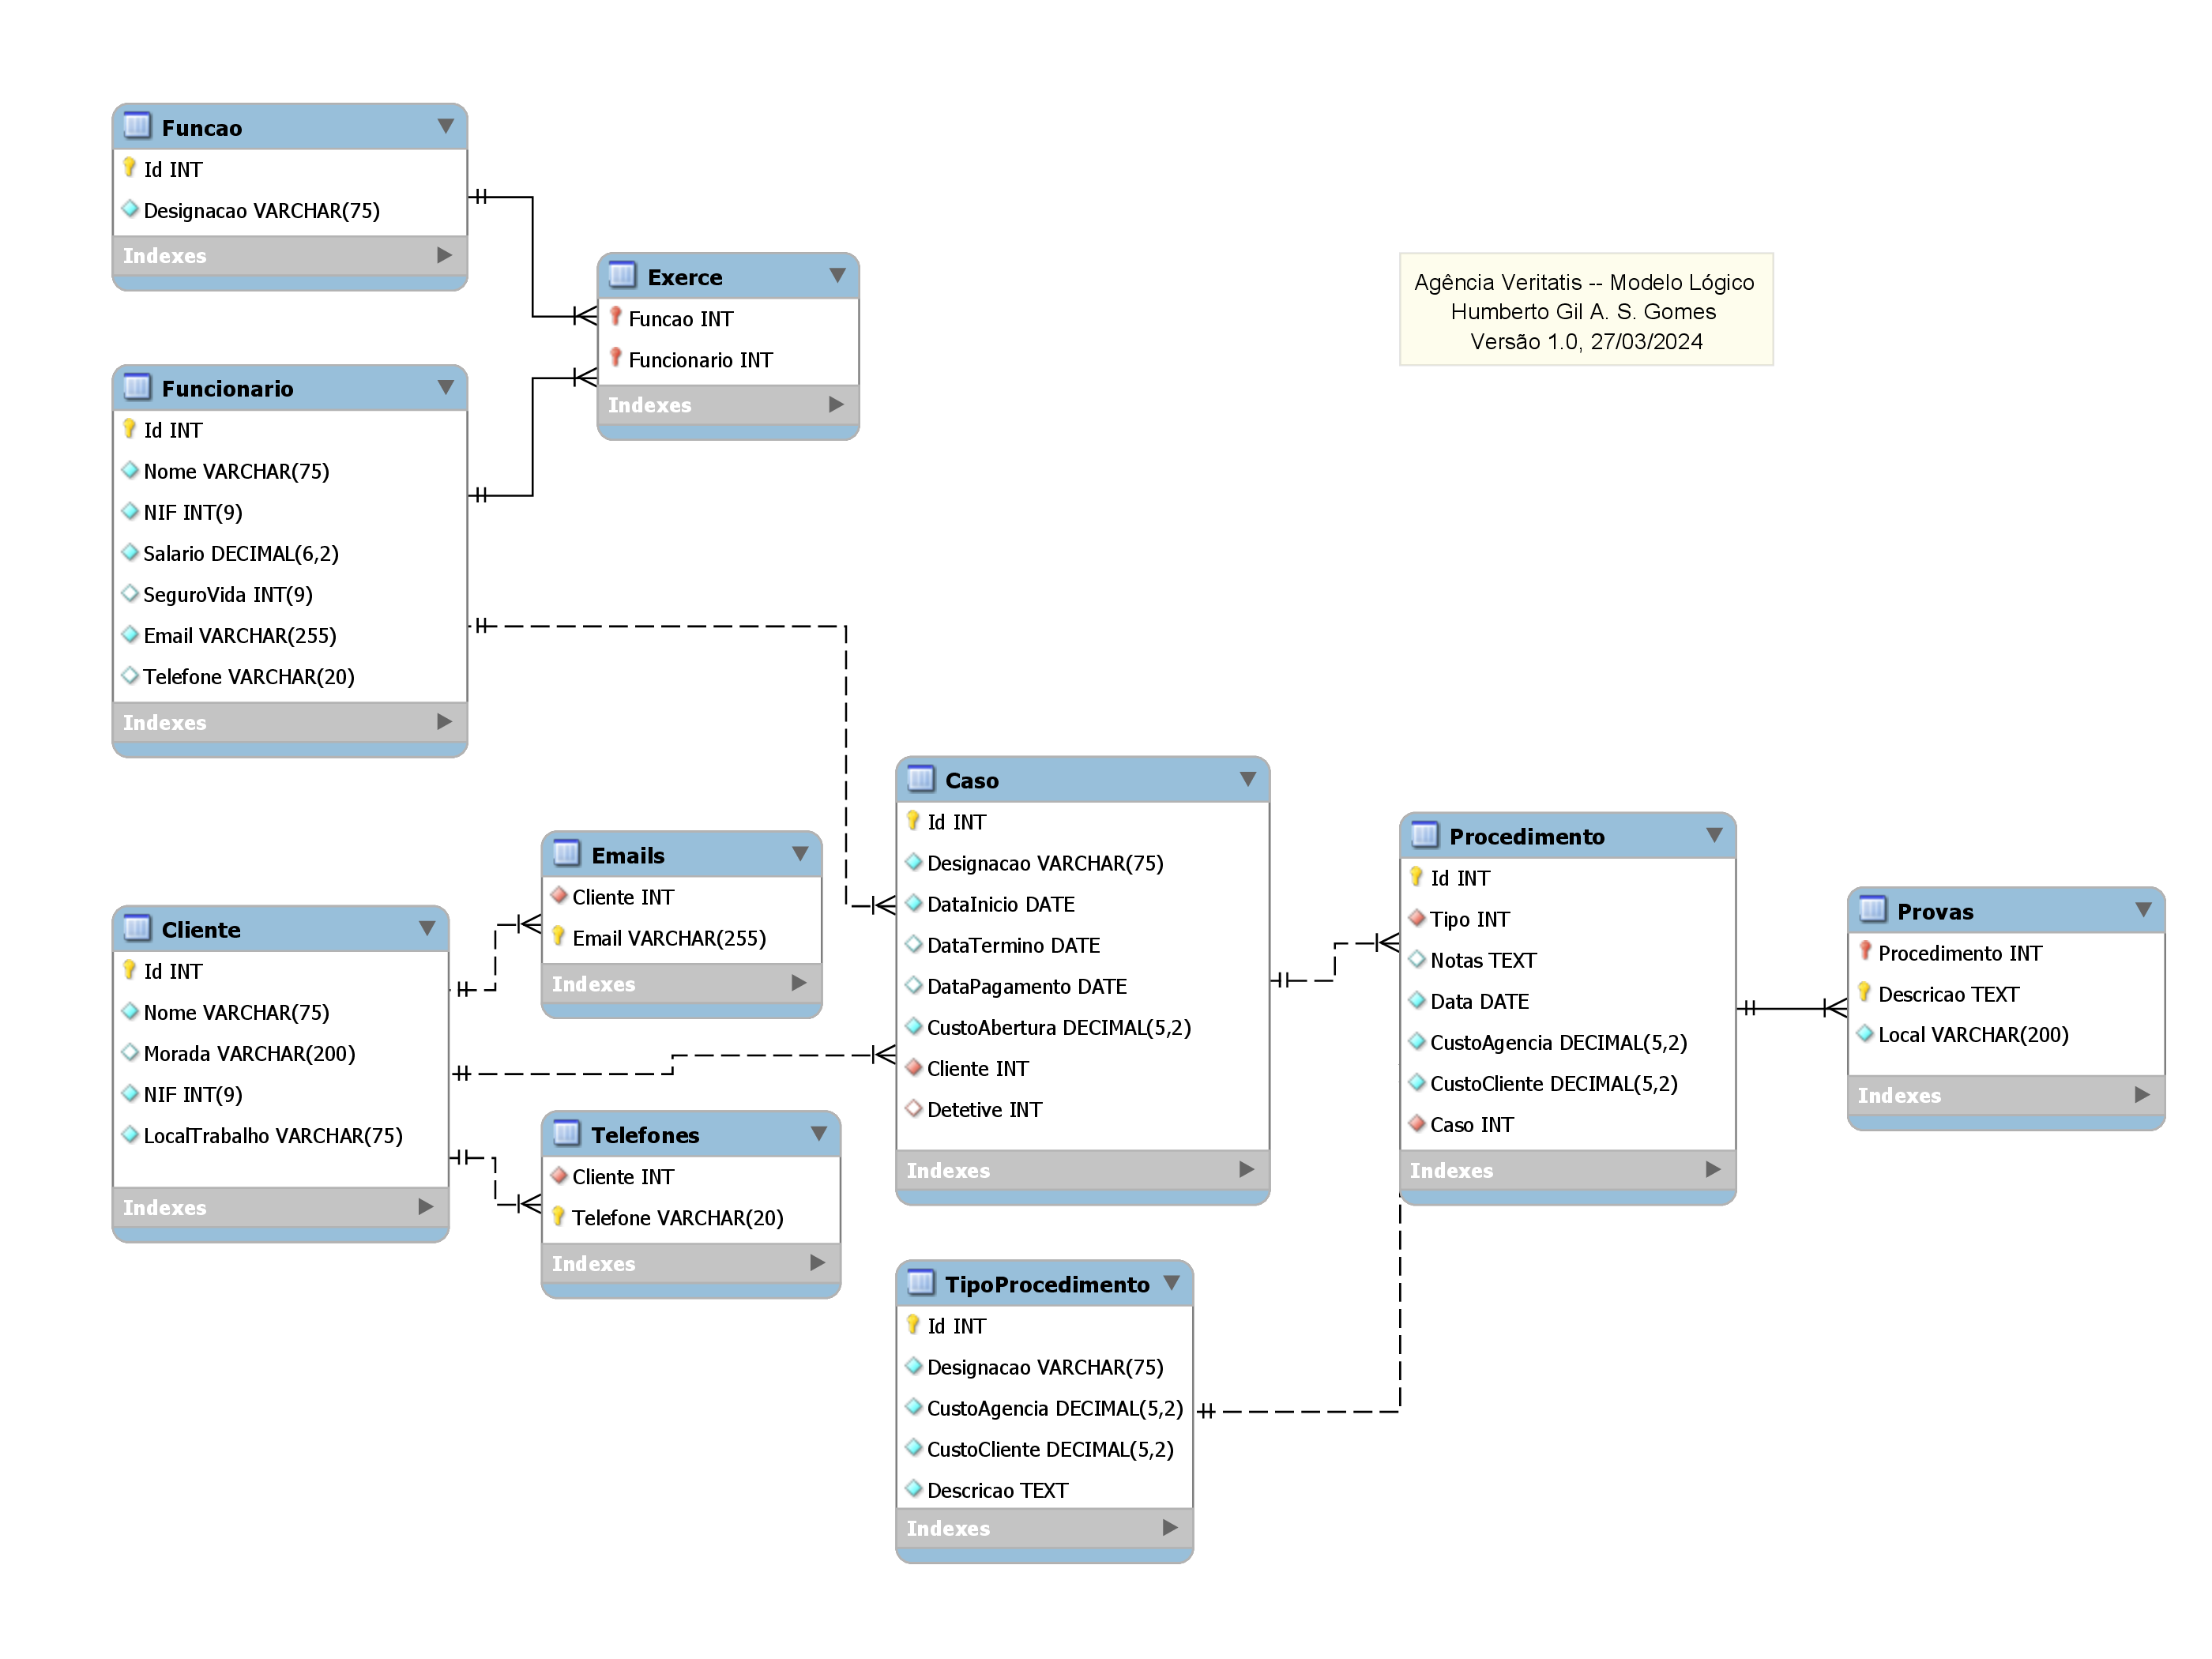 Funcao
Id INT
Designacao VARCHAR(75)
Indexes
Exerce
Funcao INT
Funcionario INT
Indexes
Agência Veritatis -- Modelo Lógico
Humberto Gil A. S. Gomes
Versão 1.0, 27/03/2024
Funcionario
Id INT
Nome VARCHAR(75)
NIF INT(9)
Salario DECIMAL(6,2)
SeguroVida INT(9)
Email VARCHAR(255)
Telefone VARCHAR(20)
Indexes
Cliente
Id INT
Nome VARCHAR(75)
Morada VARCHAR(200)
NIF INT(9)
LocalTrabalho VARCHAR(75)
Indexes
Emails
Cliente INT
Email VARCHAR(255)
Indexes
Telefones
Cliente INT
Telefone VARCHAR(20)
Indexes
Caso
Id INT
Designacao VARCHAR(75)
DataInicio DATE
DataTermino DATE
DataPagamento DATE
CustoAbertura DECIMAL(5,2)
Cliente INT
Detetive INT
Indexes
TipoProcedimento
Id INT
Designacao VARCHAR(75)
CustoAgencia DECIMAL(5,2)
CustoCliente DECIMAL(5,2)
Descricao TEXT
Indexes
Procedimento
Id INT
Tipo INT
Notas TEXT
Data DATE
CustoAgencia DECIMAL(5,2)
CustoCliente DECIMAL(5,2)
Caso INT
Indexes
Provas
Procedimento INT
Descricao TEXT
Local VARCHAR(200)
Indexes